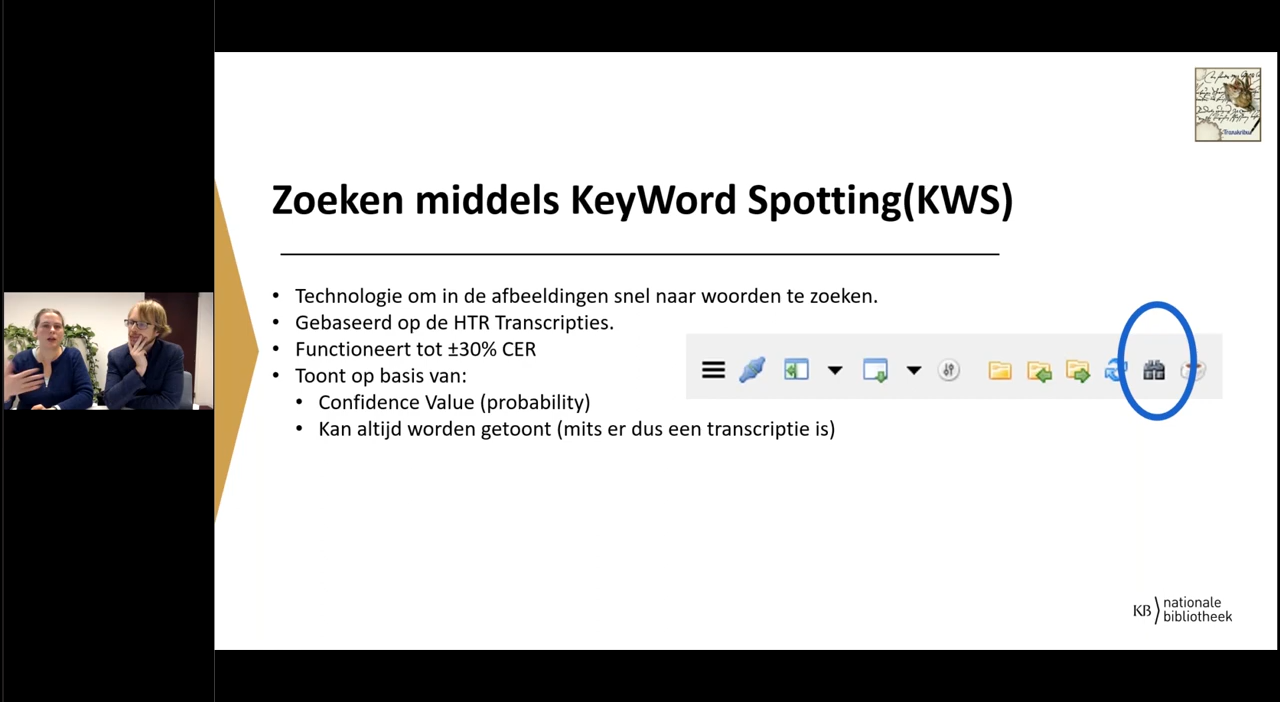 Transkribus
Zoeken middels KeyWord Spotting(KWS)
• Technologie om in de afbeeldingen snel naar woorden te zoeken.
• Gebaseerd op de HTR Transcripties.
• Functioneert tot ±30% CER
• Toont op basis van:
• Confidence Value (probability)
• Kan altijd worden getoont (mits er dus een transcriptie is)
KB nationale
bibliotheek